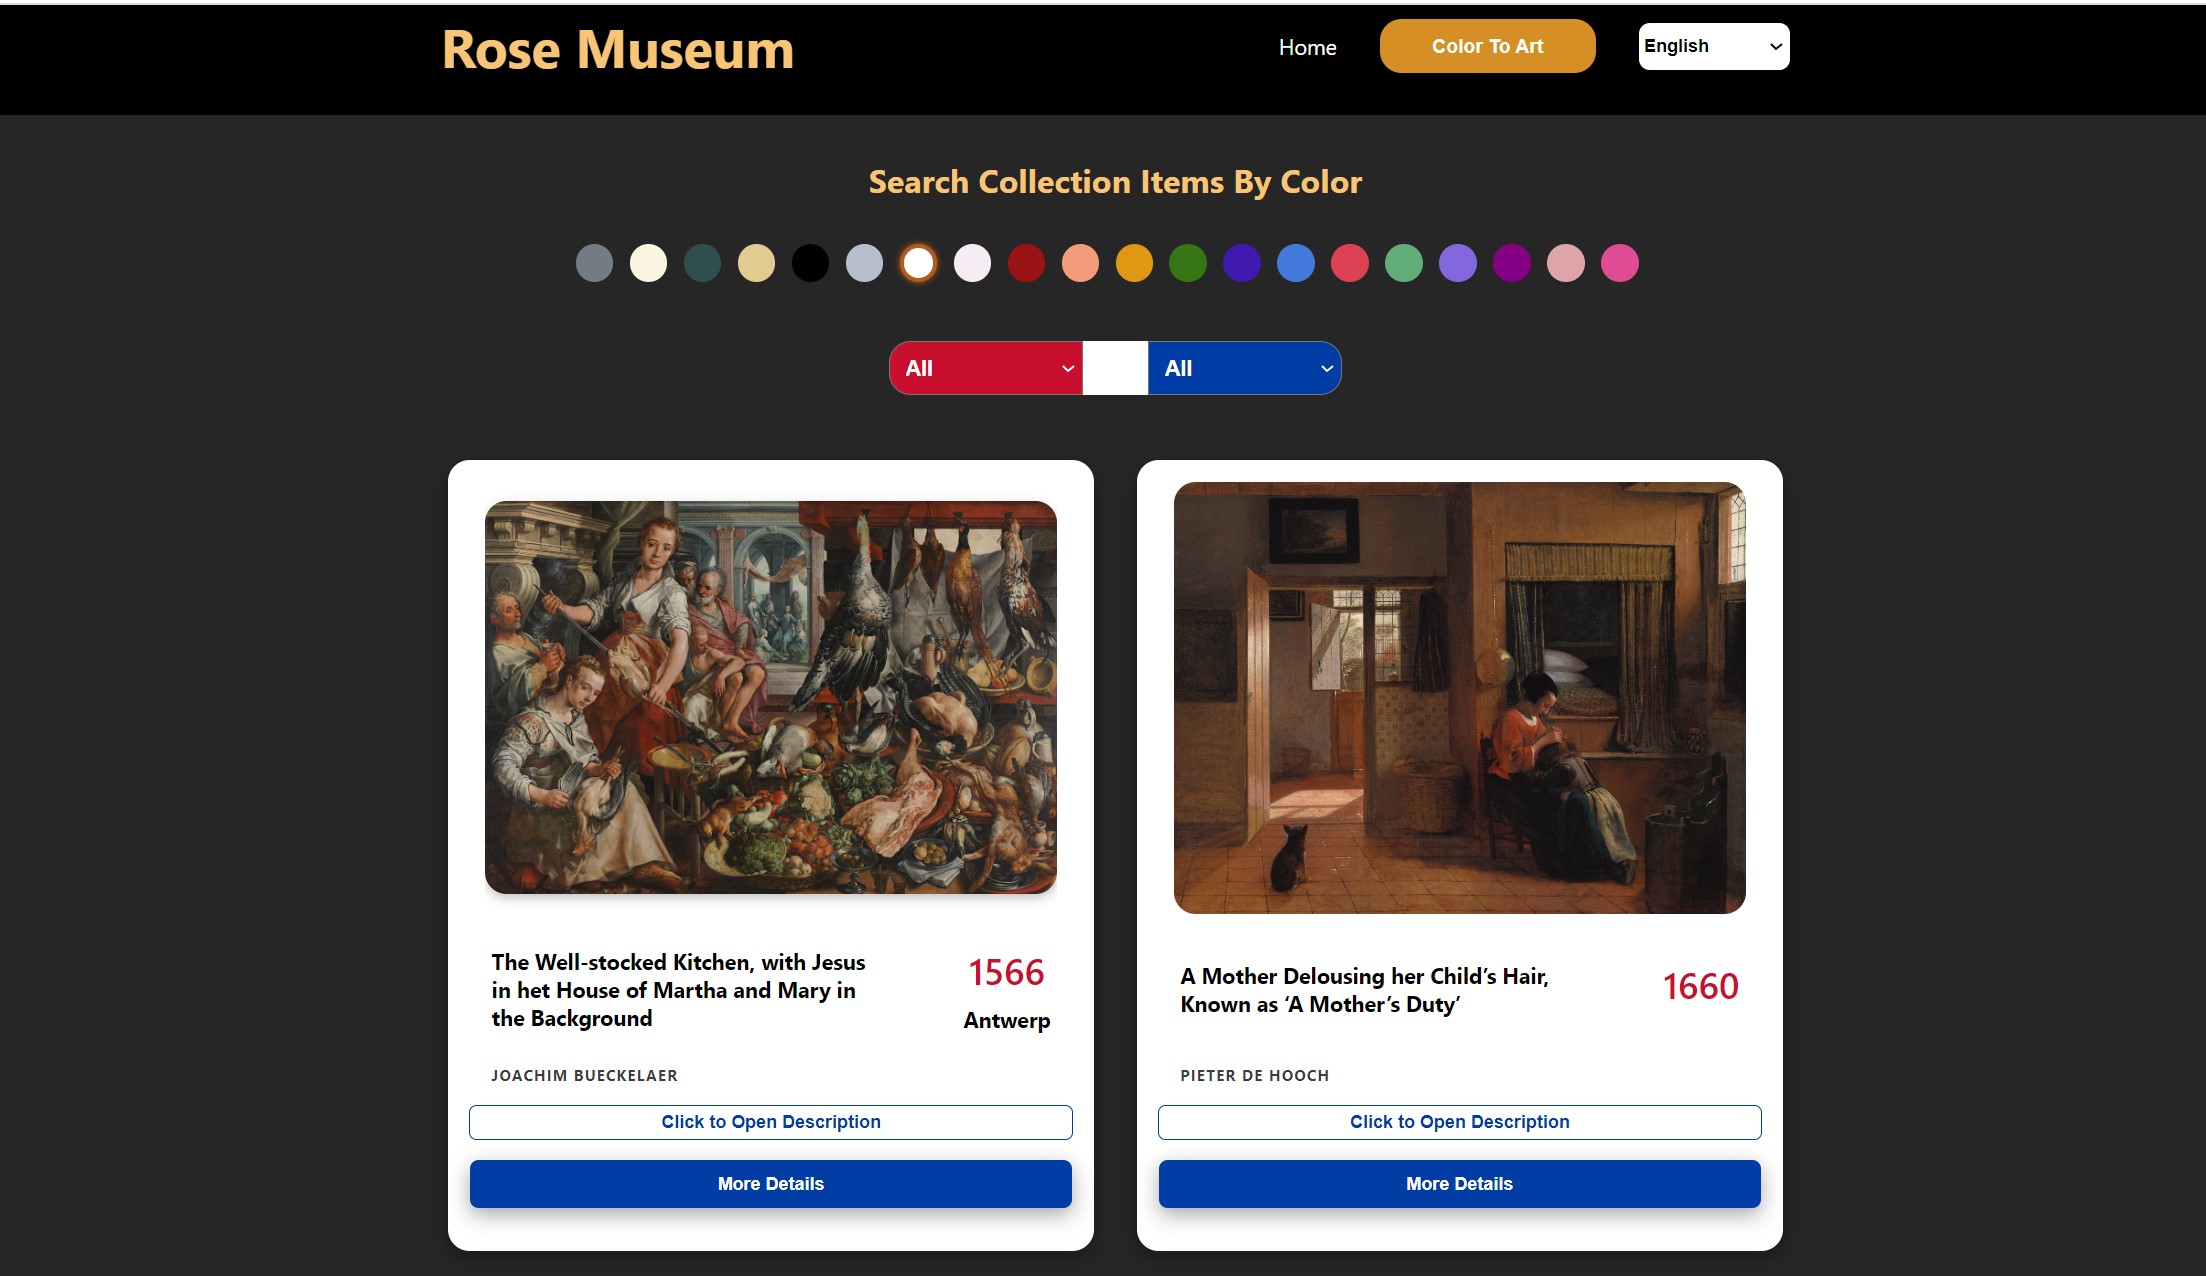 Rose Museum
Home
Color To Art
English
Search Collection Items By Color
All
All
The Well-stocked Kitchen, with Jesus
in het House of Martha and Mary in
the Background
1566
Antwerp
JOACHIM BUECKELAER
Click to Open Description
More Details
A Mother Delousing her Child’s Hair,
Known as ‘A Mother’s Duty’
1660
PIETER DE HOOCH
Click to Open Description
More Details